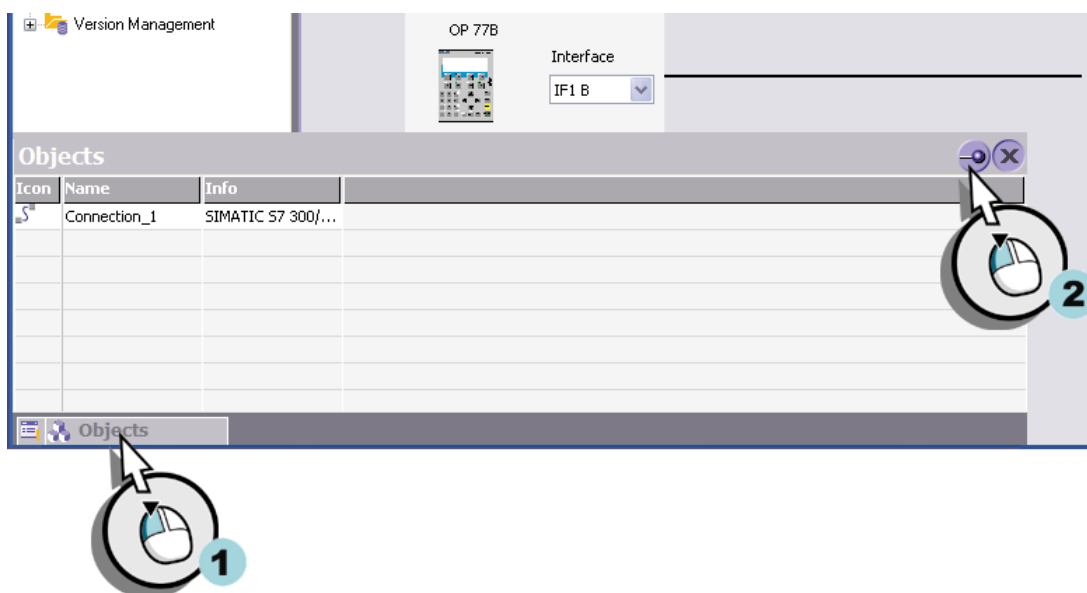 Version Management
OP 77B
Interface
IF1 B
Objects
Icon Name Info
Connection_1 SIMATIC S7 300/...
2
Objects
1